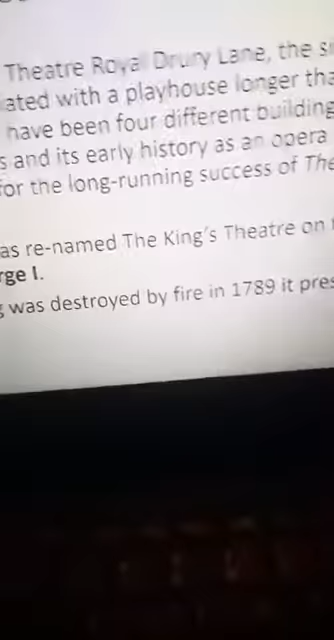 Theatre Royal Drury Lane, the si
ated with a playhouse longer tha
have been four different building
s and its early history as an opera
for the long-running success of The
as re-named The King's Theatre on
rge I.
was destroyed by fire in 1789 it pres